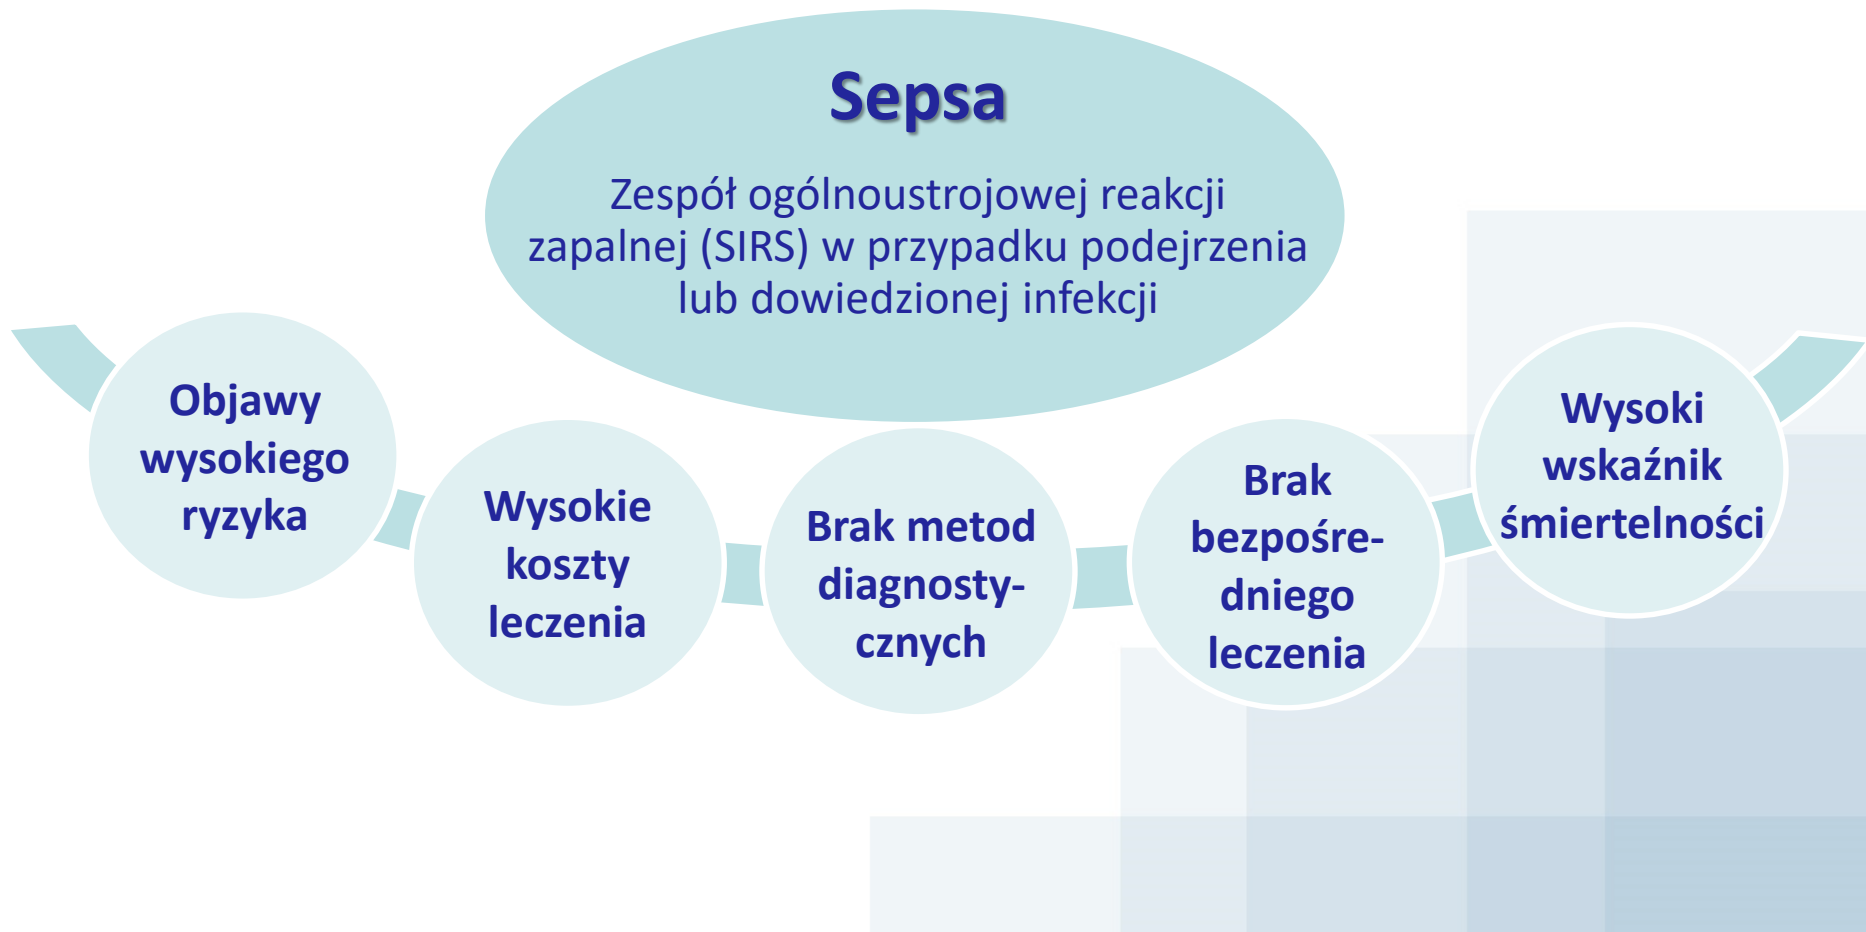 Sepsa
Zespół ogólnoustrojowej reakcji
zapalnej (SIRS) w przypadku podejrzenia
lub dowiedzionej infekcji
Objawy
wysokiego
ryzyka
Wysokie
koszty
leczenia
Brak metod
diagnosty-
cznych
Brak
bezpośre-
dniego
leczenia
Wysoki
wskaźnik
śmiertelności